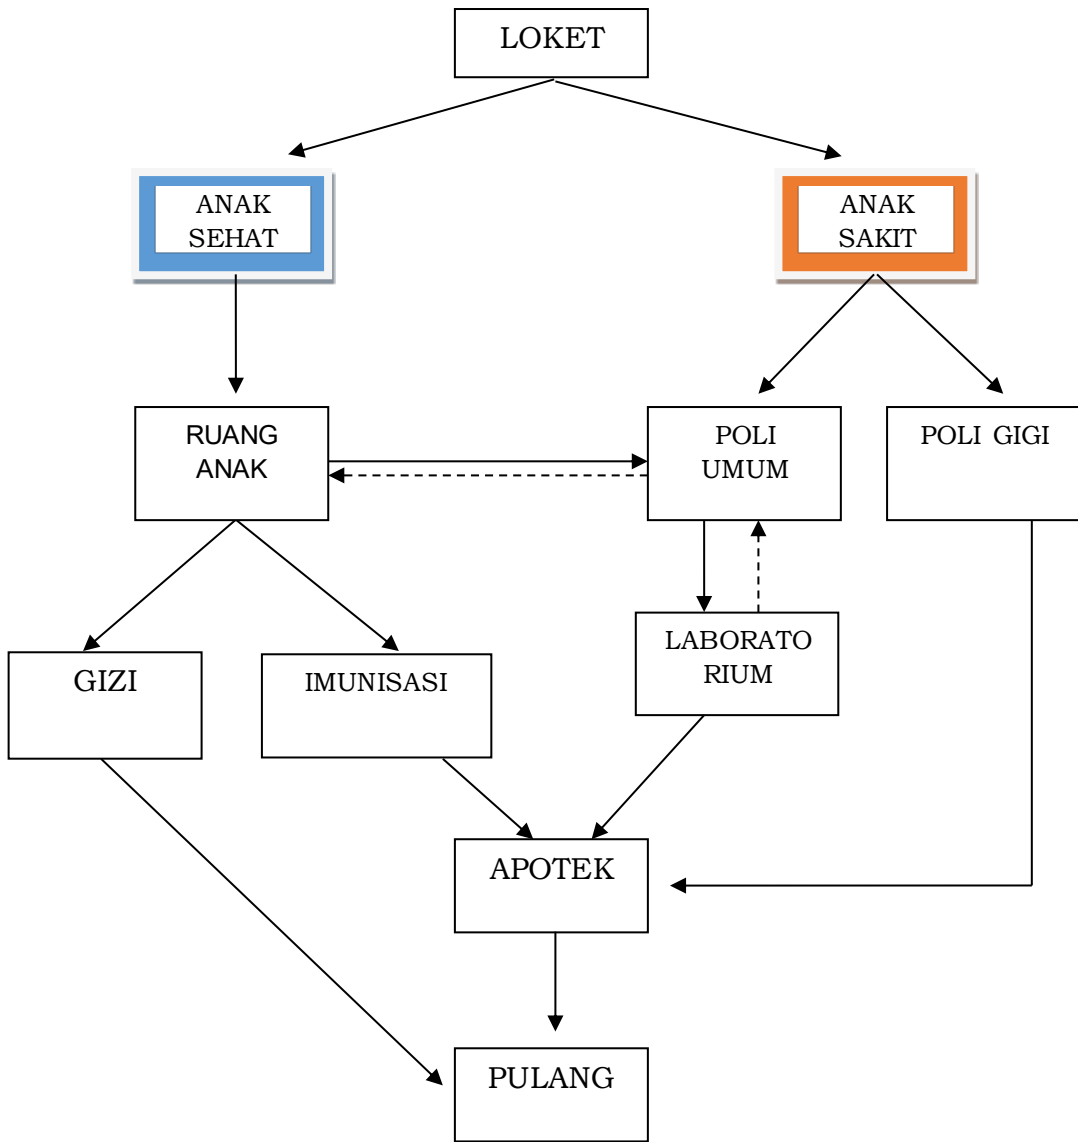 LOKET
ANAK
SEHAT
ANAK
SAKIT
RUANG
ANAK
POLI
UMUM
POLI GIGI
GIZI
IMUNISASI
LABORATO
RIUM
APOTEK
PULANG